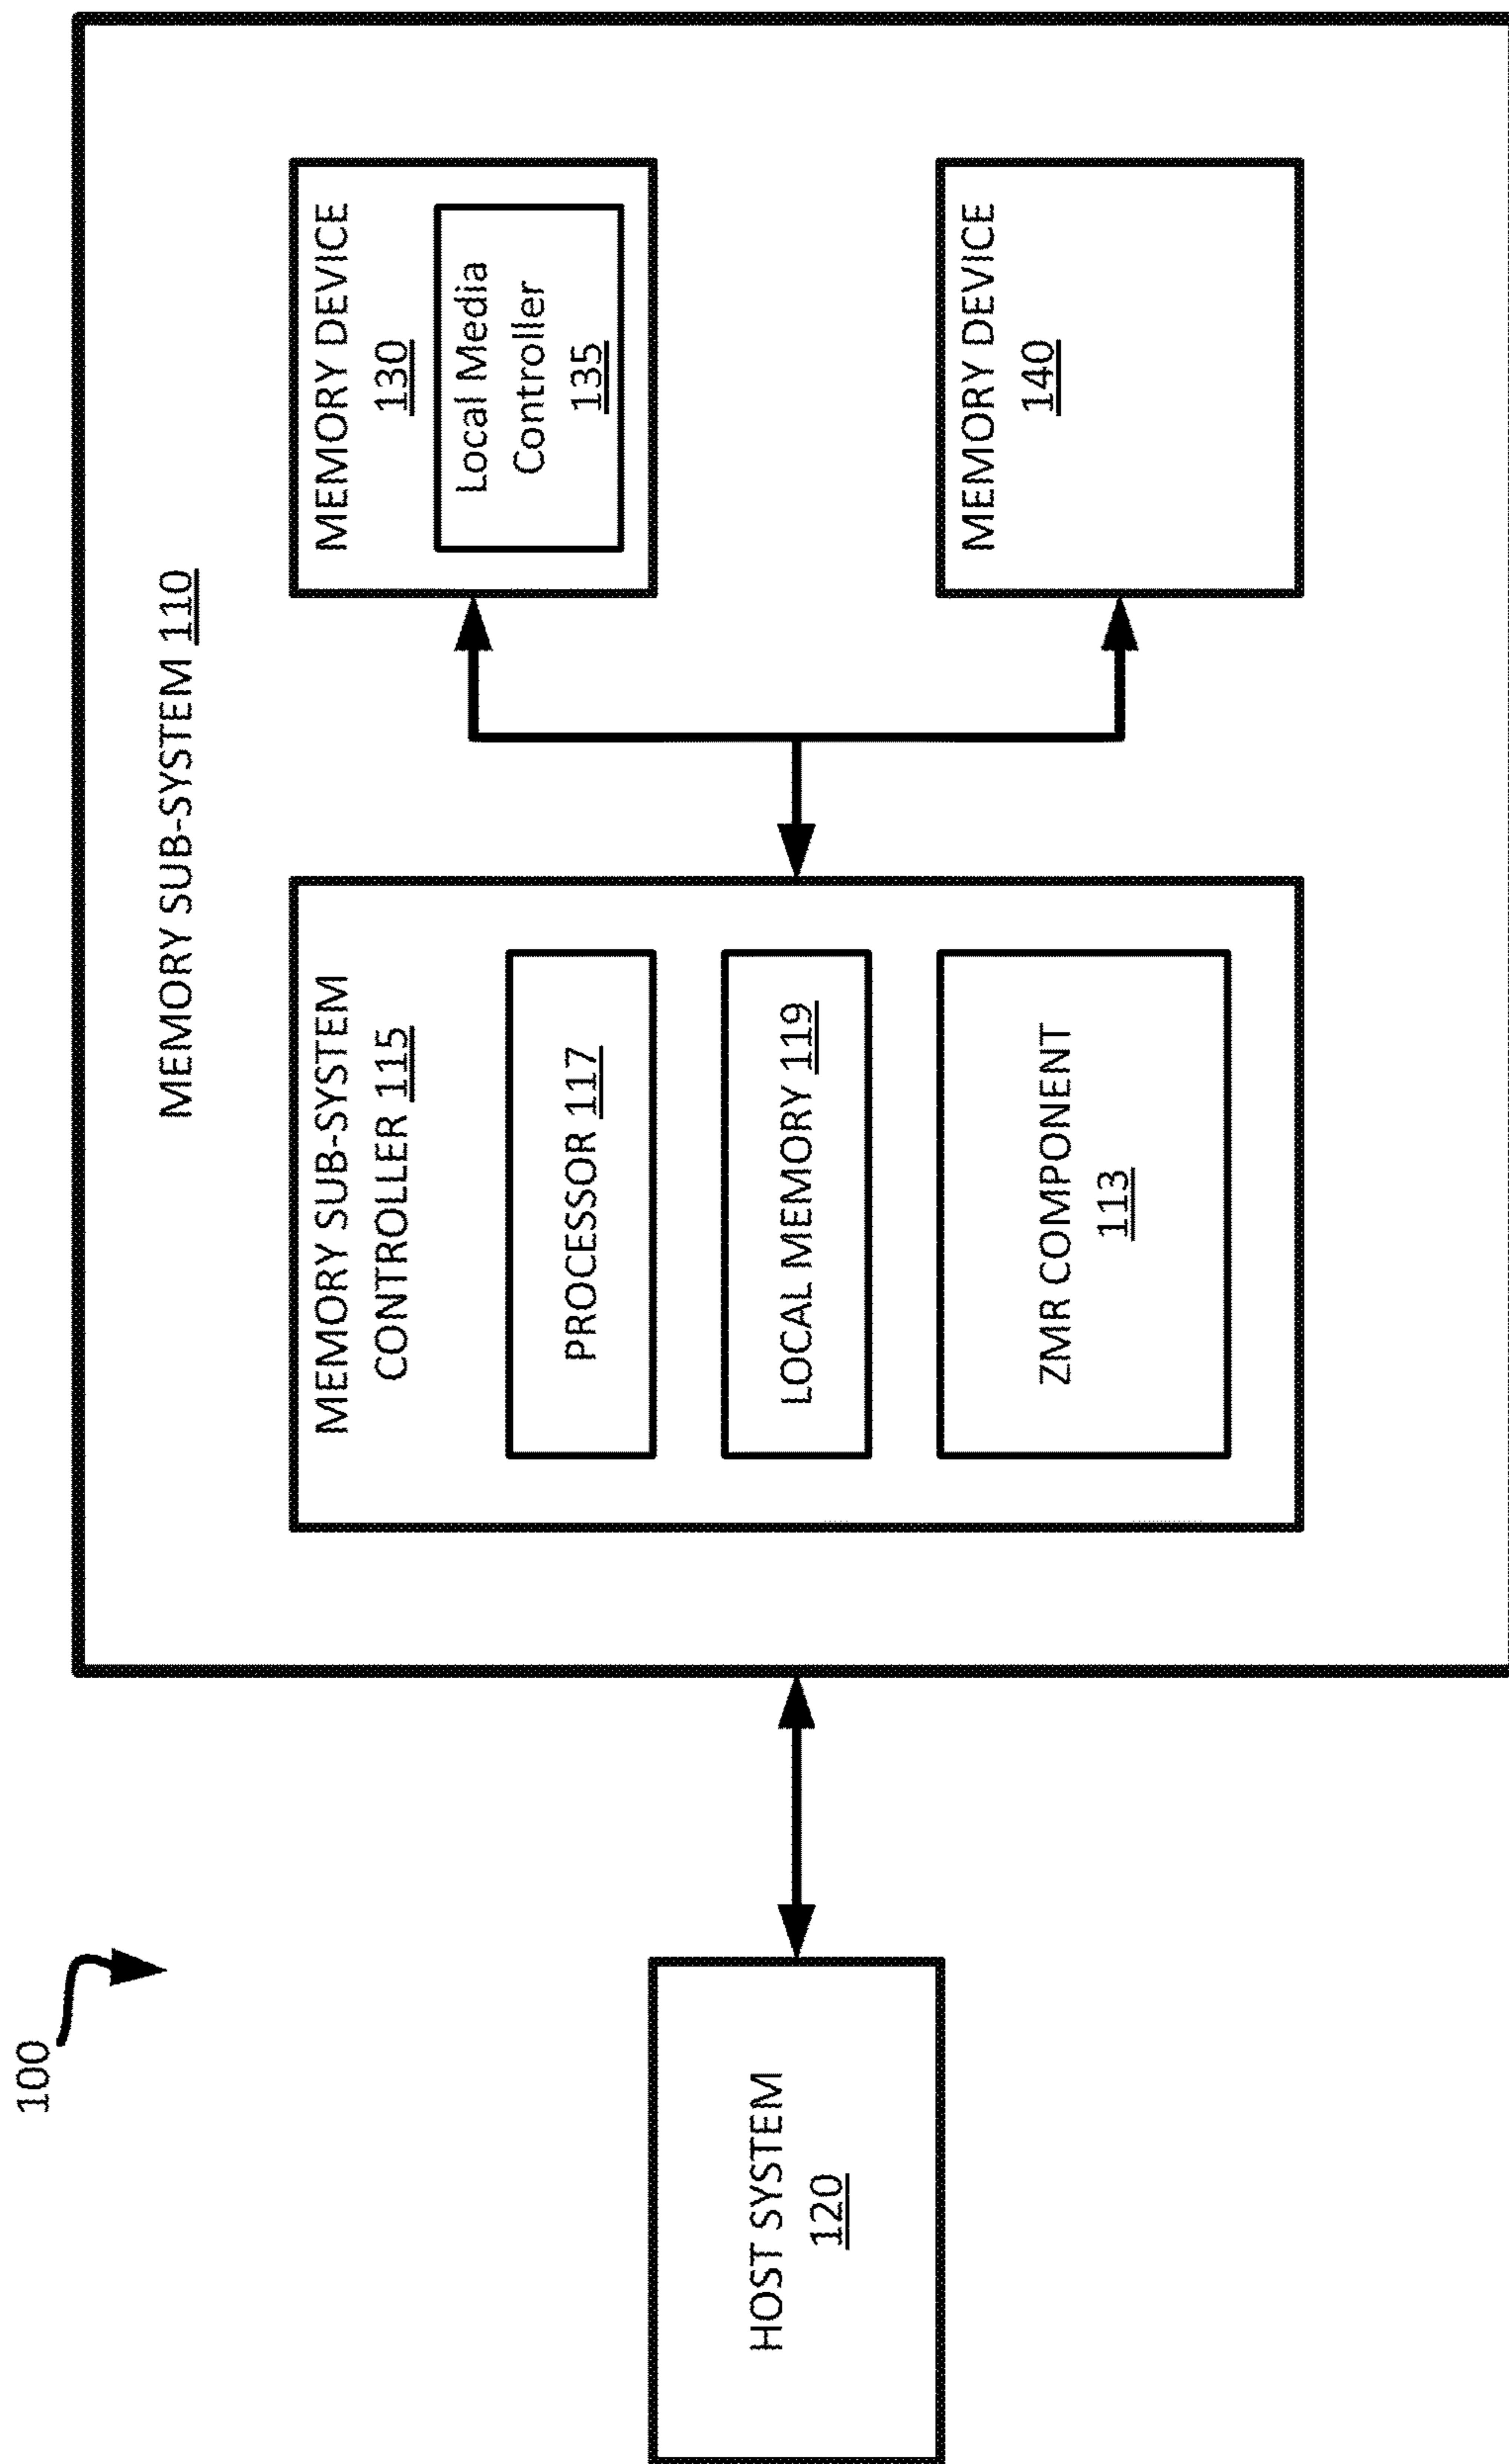 100
MEMORY SUB-SYSTEM 110
HOST SYSTEM
120
MEMORY SUB-SYSTEM
CONTROLLER 115
PROCESSOR 117
LOCAL MEMORY 119
ZMR COMPONENT
113
MEMORY DEVICE
130
Local Media
Controller
135
MEMORY DEVICE
140